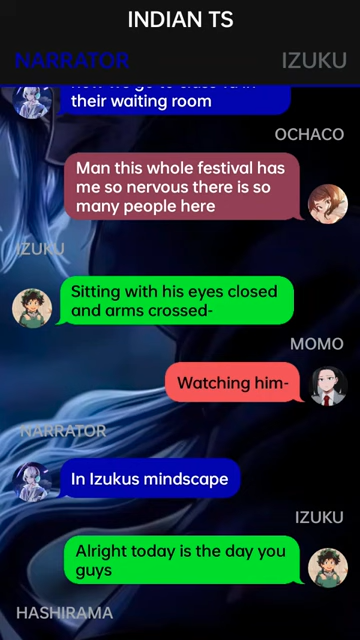 INDIAN TS
NARRATOR IZUKU
their waiting room
OCHACO
Man this whole festival has
me so nervous there is so
many people here
IZUKU
Sitting with his eyes closed
and arms crossed-
MOMO
Watching him-
NARRATOR
In Izukus mindscape
IZUKU
Alright today is the day you
guys
HASHIRAMA